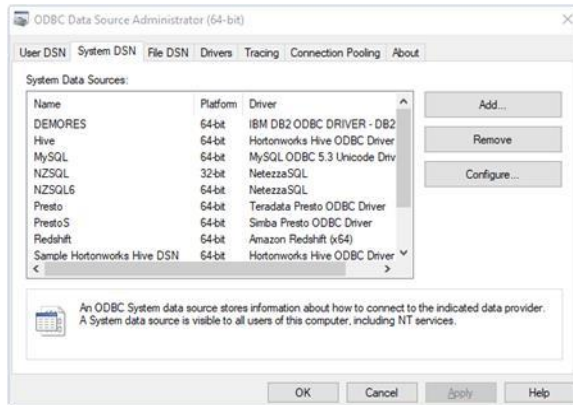 ODBC Data Source Administrator (64-bit)
User DSN System DSN File DSN Drivers Tracing Connection Pooling About
System Data Sources:
Name Platform Driver
DEMORES 64-bit IBM DB2 ODBC DRIVER - DB2
Hive 64-bit Hortonworks Hive ODBC Driver
MySQL 64-bit MySQL ODBC 5.3 Unicode Driv
NZSQL 32-bit NetezzaSQL
NZSQL6 64-bit NetezzaSQL
Presto 64-bit Teradata Presto ODBC Driver
PrestoS 64-bit Simba Presto ODBC Driver
Redshift 64-bit Amazon Redshift (x64)
Sample Hortonworks Hive DSN 64-bit Hortonworks Hive ODBC Driver
Add...
Remove
Configure...
An ODBC System data source stores information about how to connect to the indicated data provider.
A System data source is visible to all users of this computer, including NT services.
OK Cancel Apply Help